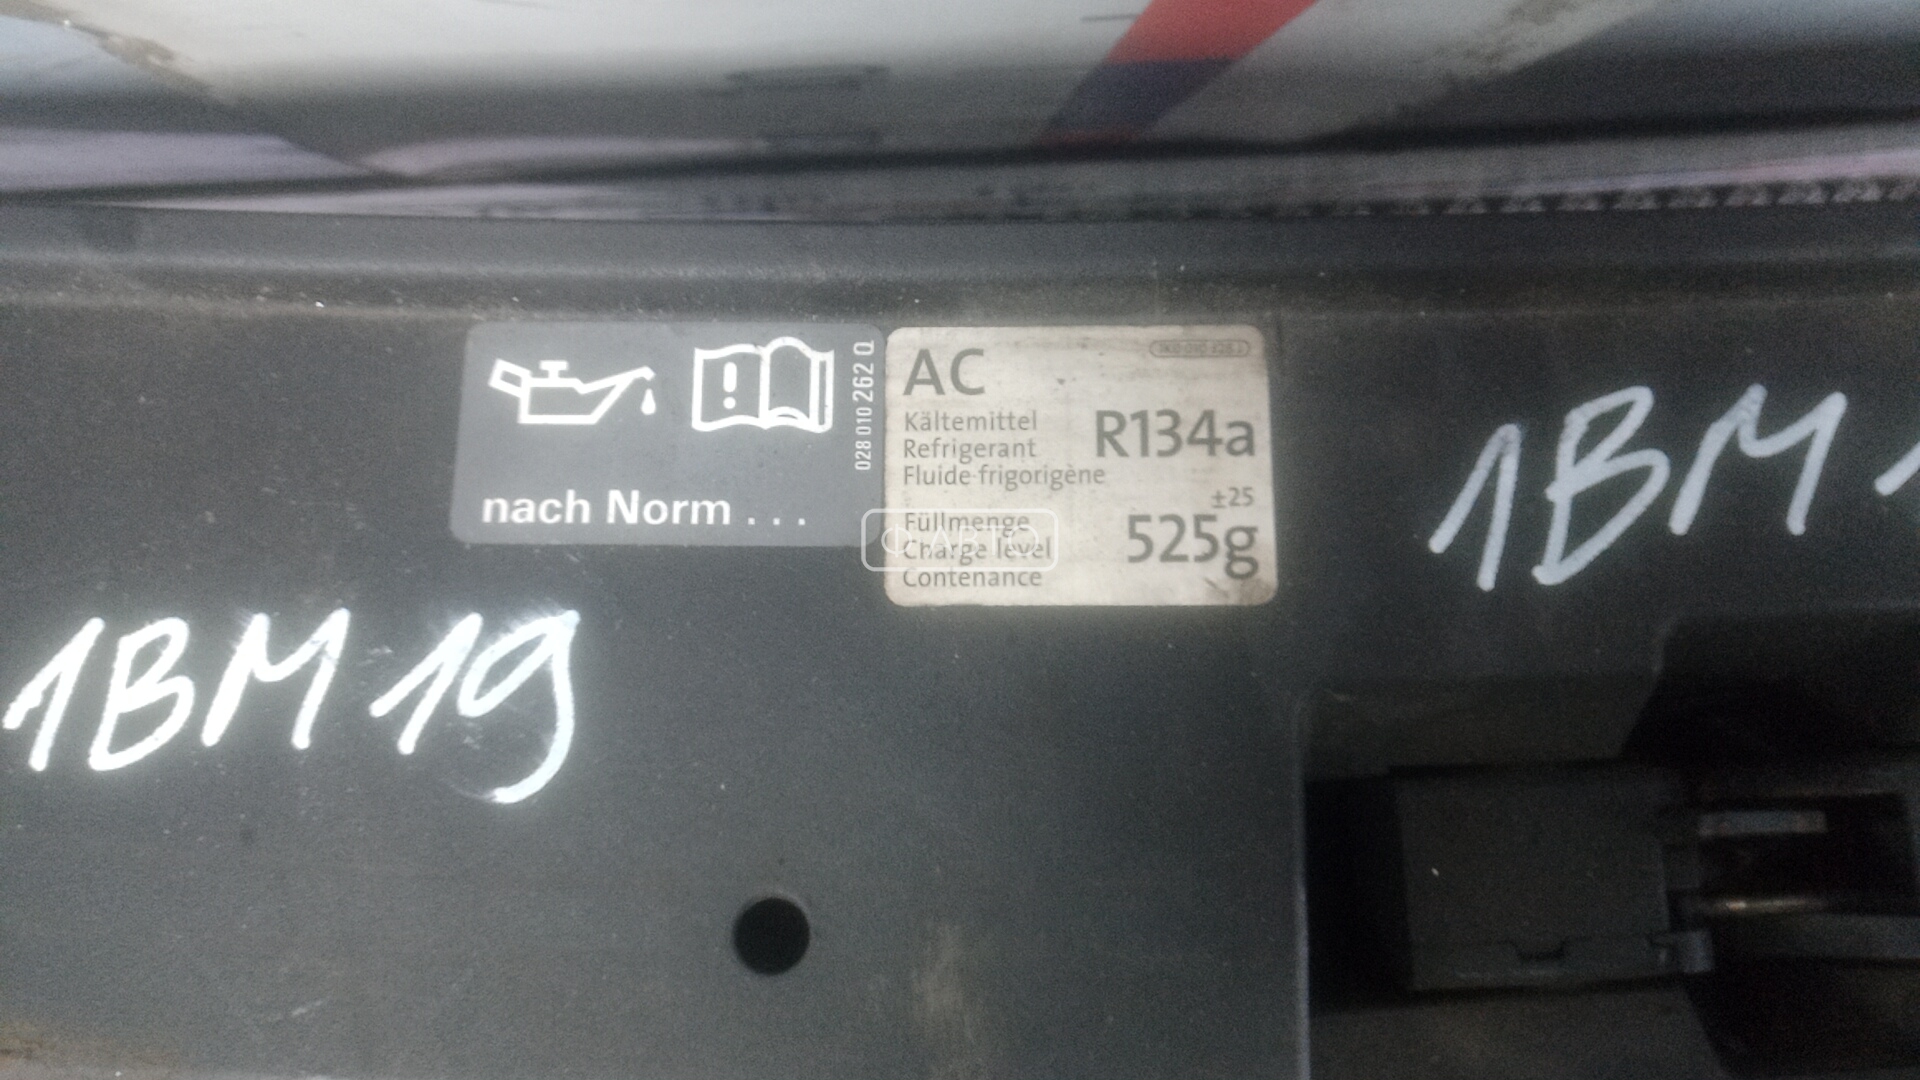 028 010 262 Q
nach Norm...
AC
Kältemittel
Refrigerant
Fluide frigorigène
R134a
Füllmenge
Charge level
Contenance
±25
525g
1BM19
1BM